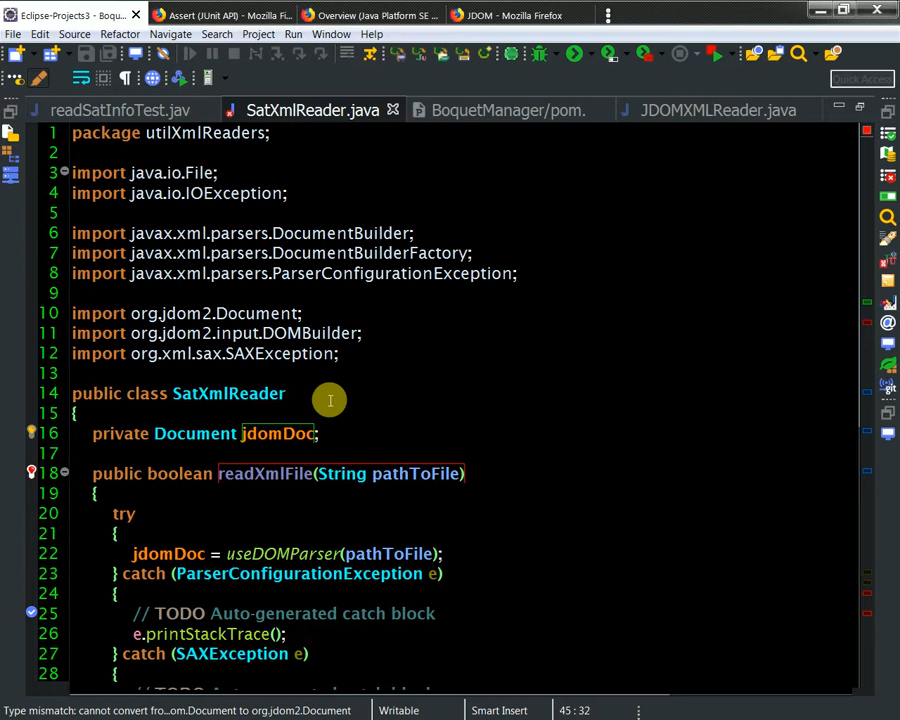 Eclipse-Projects3 - Boqu...
Assert (JUnit API) - Mozilla Fi...
Overview (Java Platform SE ...
JDOM - Mozilla Firefox
File Edit Source Refactor Navigate Search Project Run Window Help
Quick Access
readSatInfoTest.jav
SatXmlReader.java
BoquetManager/pom.
JDOMXMLReader.java
1 package utilXmlReaders;
2
3 import java.io.File;
4 import java.io.IOException;
5
6 import javax.xml.parsers.DocumentBuilder;
7 import javax.xml.parsers.DocumentBuilderFactory;
8 import javax.xml.parsers.ParserConfigurationException;
9
10 import org.jdom2.Document;
11 import org.jdom2.input.DOMBuilder;
12 import org.xml.sax.SAXException;
13
14 public class SatXmlReader
15 {
16 private Document jdomDoc;
17
18 public boolean readXmlFile(String pathToFile)
19 {
20 try
21 {
22 jdomDoc = useDOMParser(pathToFile);
23 } catch (ParserConfigurationException e)
24 {
25 // TODO Auto-generated catch block
26 e.printStackTrace();
27 } catch (SAXException e)
28 {
Type mismatch: cannot convert fro...om.Document to org.jdom2.Document
Writable
Smart Insert
45 : 32